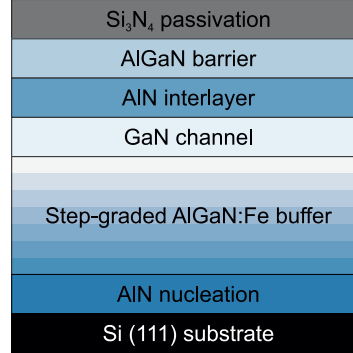 Si₃N₄ passivation
AlGaN barrier
AlN interlayer
GaN channel
Step-graded AlGaN:Fe buffer
AlN nucleation
Si (111) substrate